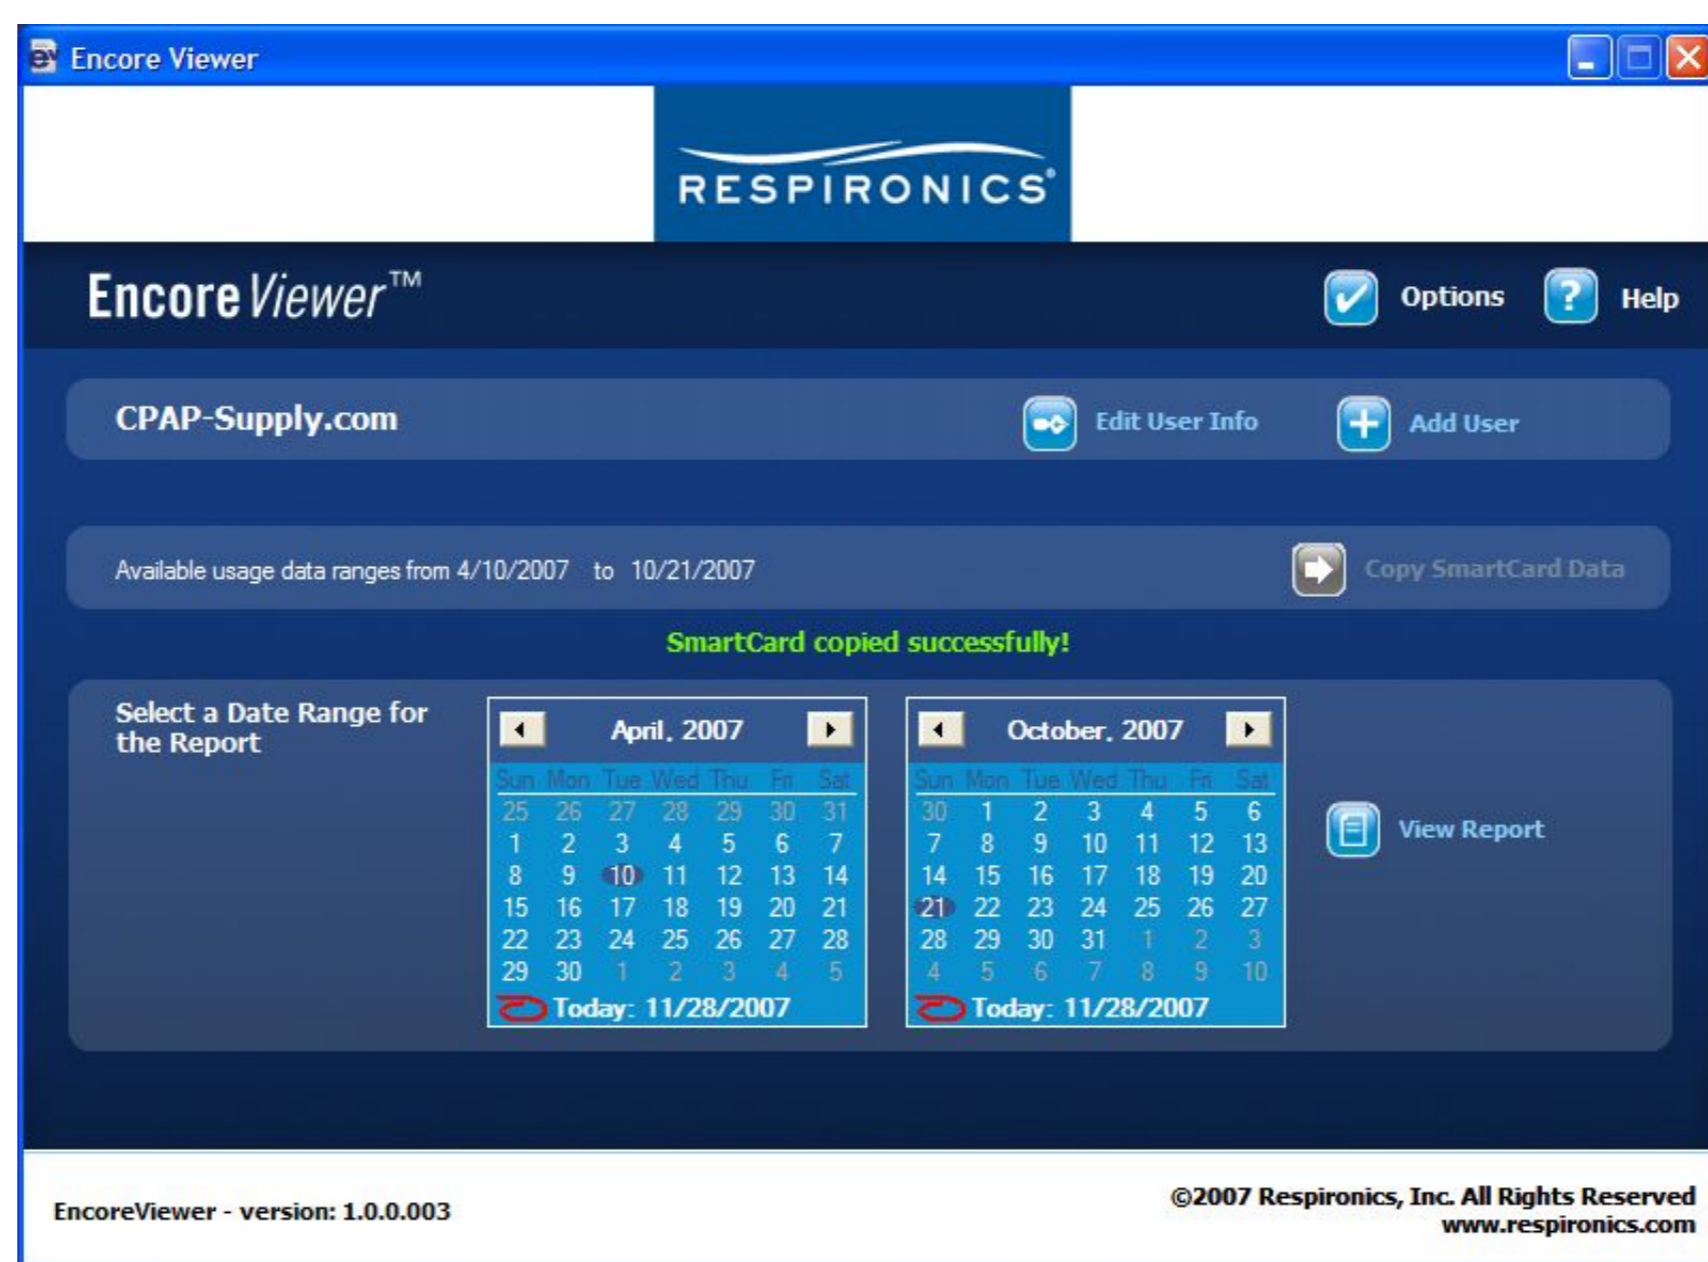 Encore Viewer
RESPIRONICS®
Encore Viewer™
Options
Help
CPAP-Supply.com
Edit User Info
Add User
Available usage data ranges from 4/10/2007 to 10/21/2007
Copy SmartCard Data
SmartCard copied successfully!
Select a Date Range for
the Report
April, 2007
Sun Mon Tue Wed Thu Fri Sat
25 26 27 28 29 30 31
1 2 3 4 5 6 7
8 9 10 11 12 13 14
15 16 17 18 19 20 21
22 23 24 25 26 27 28
29 30 1 2 3 4 5
Today: 11/28/2007
October, 2007
Sun Mon Tue Wed Thu Fri Sat
30 1 2 3 4 5 6
7 8 9 10 11 12 13
14 15 16 17 18 19 20
21 22 23 24 25 26 27
28 29 30 31 1 2 3
4 5 6 7 8 9 10
Today: 11/28/2007
View Report
EncoreViewer - version: 1.0.0.003
©2007 Respironics, Inc. All Rights Reserved
www.respironics.com